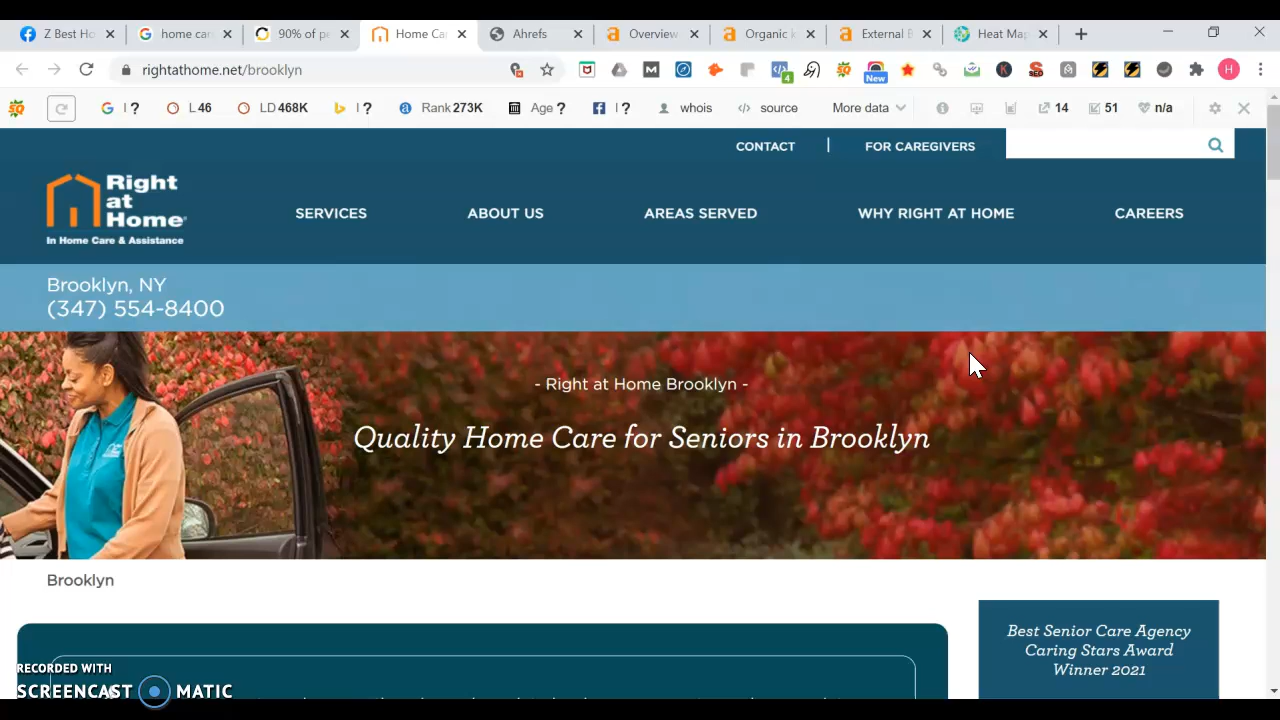 Z Best Ho
home car
90% of pe
Home Ca
Ahrefs
Overview
Organic k
External B
Heat Map
rightathome.net/brooklyn
4
New
SEO
H
I ?
L 46
LD 468K
I ?
Rank 273K
Age ?
I ?
whois
source
More data
14
51
n/a
CONTACT
FOR CAREGIVERS
Right
at
Home
In Home Care & Assistance
SERVICES
ABOUT US
AREAS SERVED
WHY RIGHT AT HOME
CAREERS
Brooklyn, NY
(347) 554-8400
- Right at Home Brooklyn -
Quality Home Care for Seniors in Brooklyn
Brooklyn
Best Senior Care Agency
Caring Stars Award
Winner 2021
RECORDED WITH
SCREENCAST MATIC